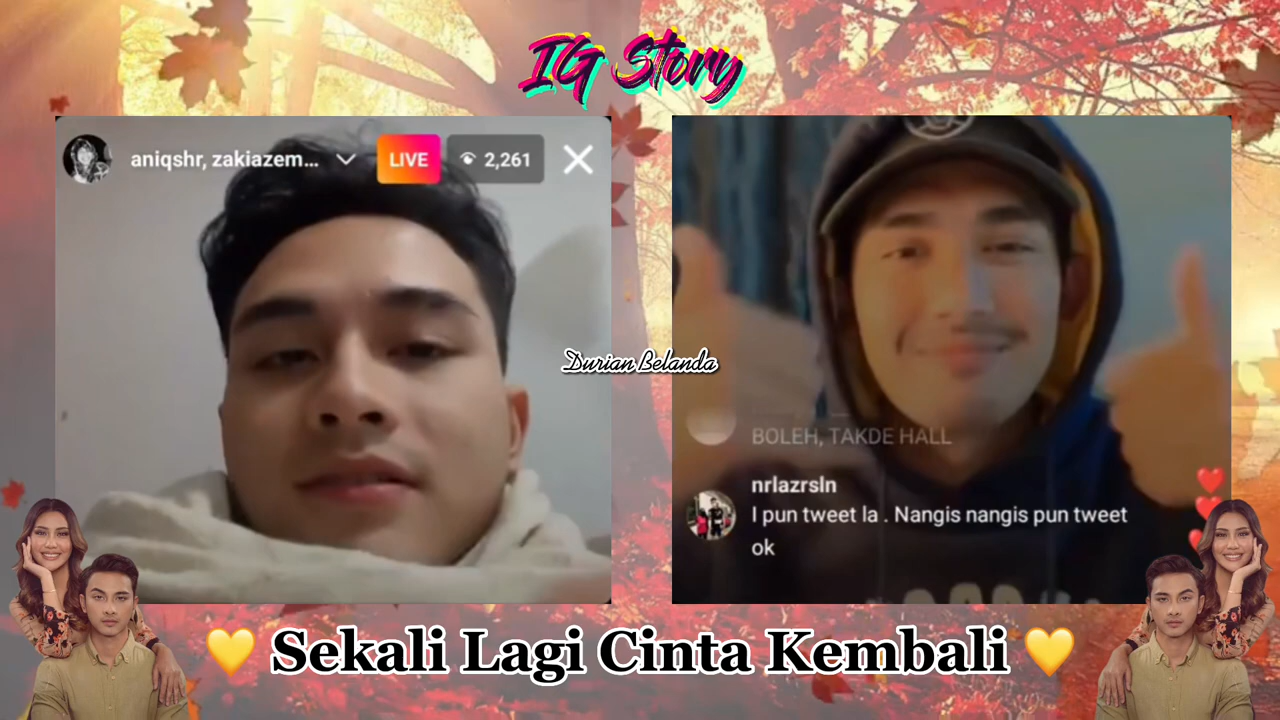 IG Story
aniqshr, zakiazem...
LIVE
2,261
Durian Belanda
BOLEH, TAKDE HALL
nrlazrsln
I pun tweet la . Nangis nangis pun tweet
ok
Sekali Lagi Cinta Kembali